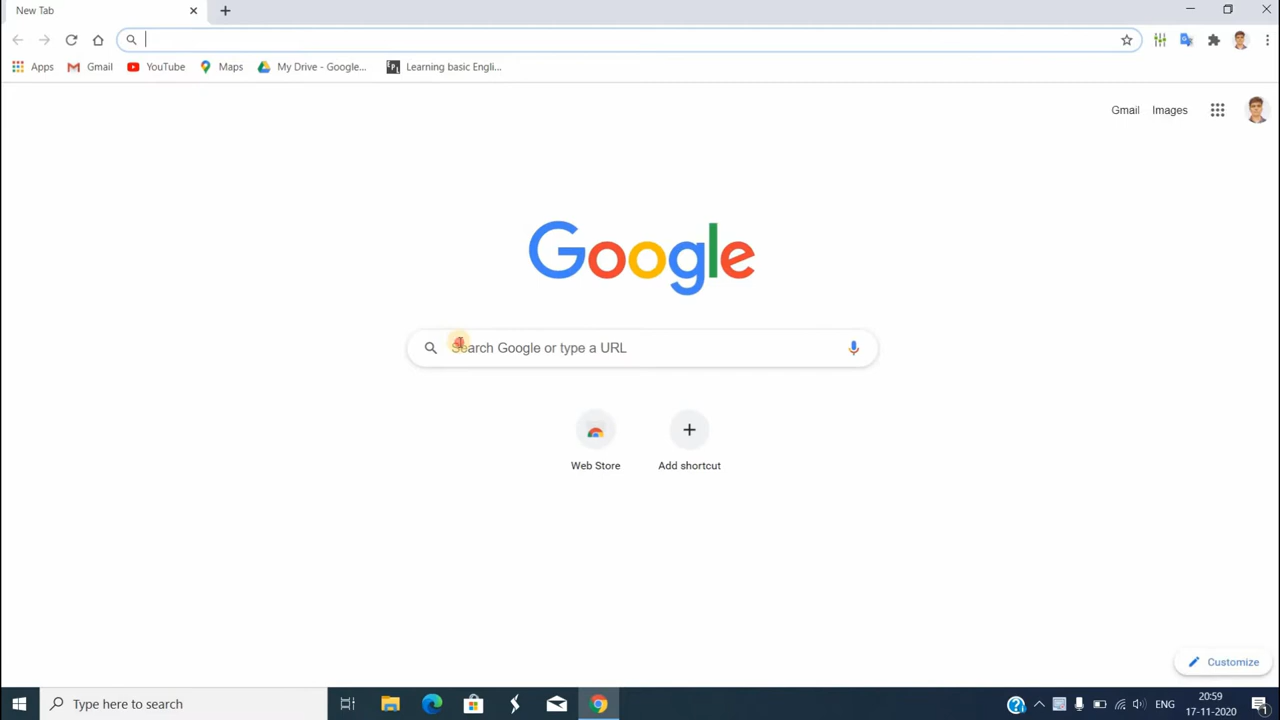 New Tab
Apps
Gmail
YouTube
Maps
My Drive - Google...
Learning basic Engli...
Gmail
Images
Google
Search Google or type a URL
Web Store
Add shortcut
Customize
Type here to search
ENG
20:59
17-11-2020
1